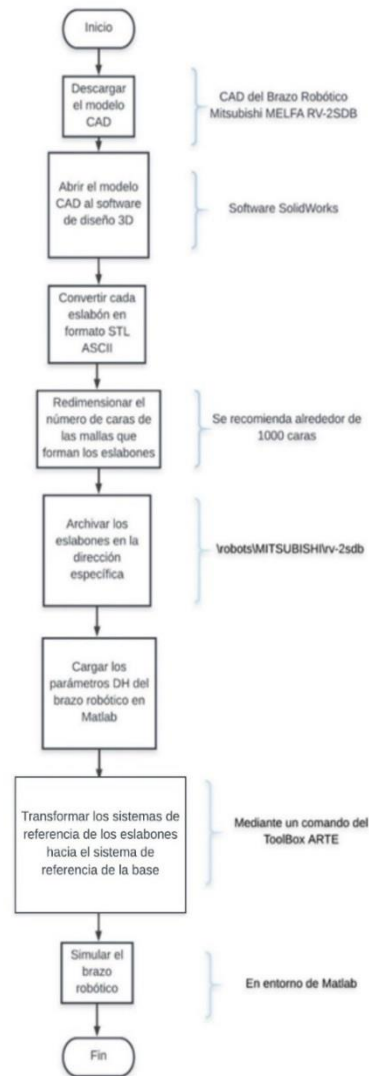 Inicio
Descargar
el modelo
CAD
CAD del Brazo Robótico
Mitsubishi MELFA RV-2SDB
Abrir el modelo
CAD al software
de diseño 3D
Software SolidWorks
Convertir cada
eslabón en
formato STL
ASCII
Redimensionar el
número de caras de
las mallas que
forman los eslabones
Se recomienda alrededor de
1000 caras
Archivar los
eslabones en la
dirección
específica
\robots\MITSUBISHI\rv-2sdb
Cargar los
parámetros DH del
brazo robótico en
Matlab
Transformar los sistemas de
referencia de los eslabones
hacia el sistema de
referencia de la base
Mediante un comando del
ToolBox ARTE
Simular el
brazo
robótico
En entorno de Matlab
Fin